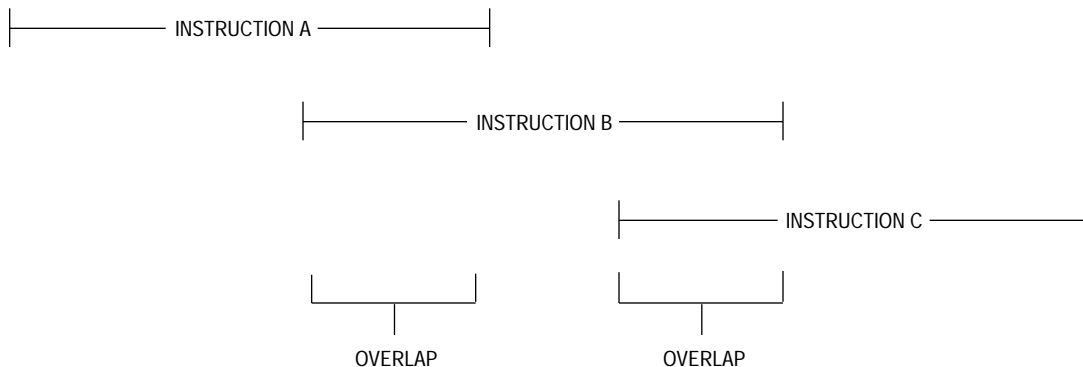 INSTRUCTION A
INSTRUCTION B
INSTRUCTION C
OVERLAP
OVERLAP